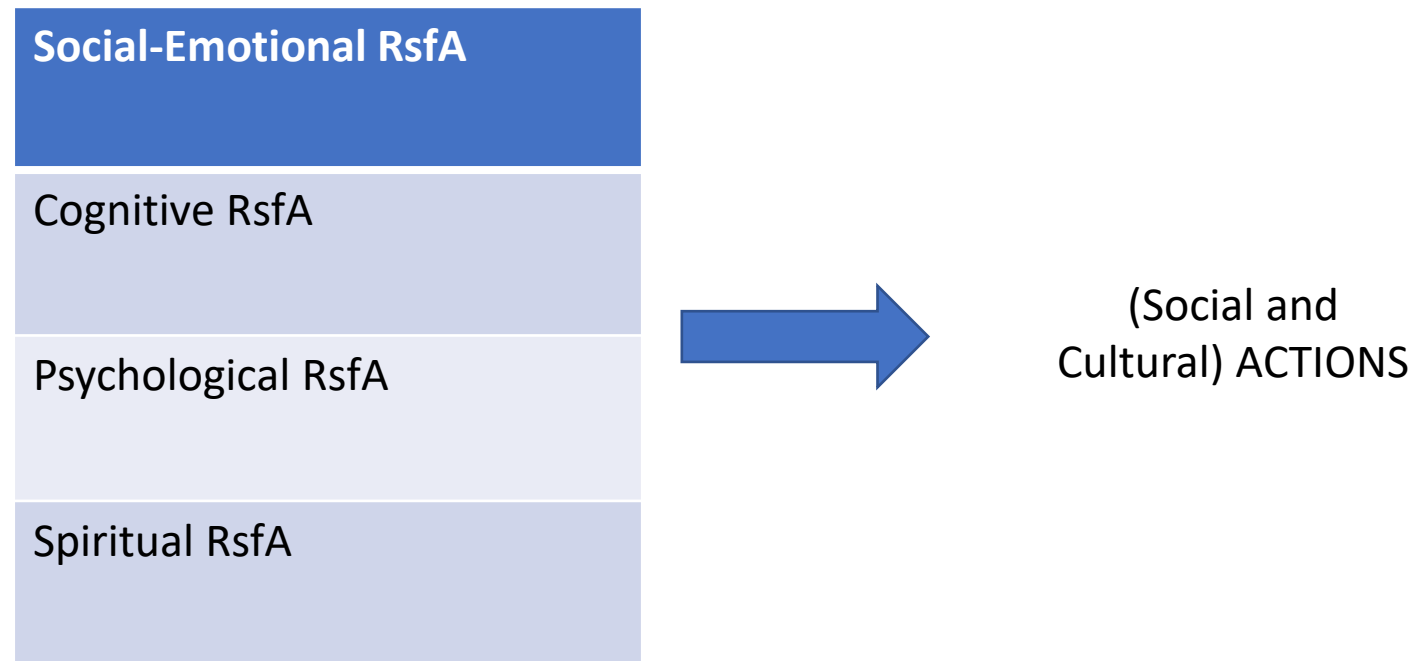 Social-Emotional RsfA
Cognitive RsfA
Psychological RsfA
Spiritual RsfA
(Social and
Cultural) ACTIONS